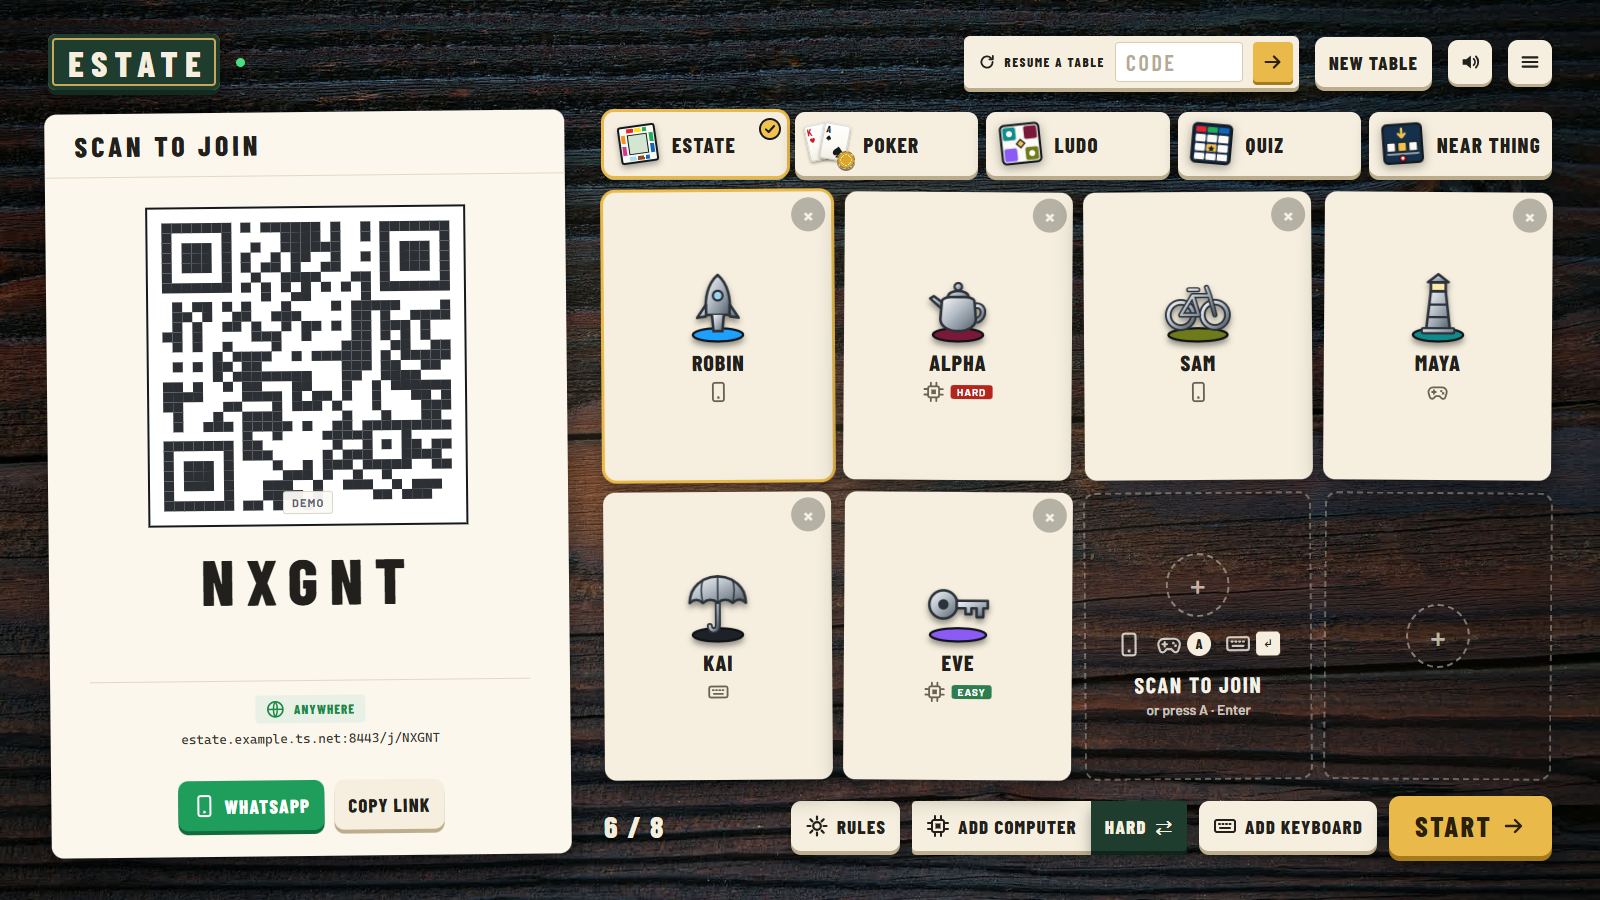 ESTATE
RESUME A TABLE
CODE
NEW TABLE
SCAN TO JOIN
DEMO
NXGNT
ANYWHERE
estate.example.ts.net:8443/j/NXGNT
WHATSAPP
COPY LINK
ESTATE
POKER
LUDO
QUIZ
NEAR THING
ROBIN
ALPHA
HARD
SAM
MAYA
KAI
EVE
EASY
A
SCAN TO JOIN
or press A · Enter
6 / 8
RULES
ADD COMPUTER
HARD
ADD KEYBOARD
START